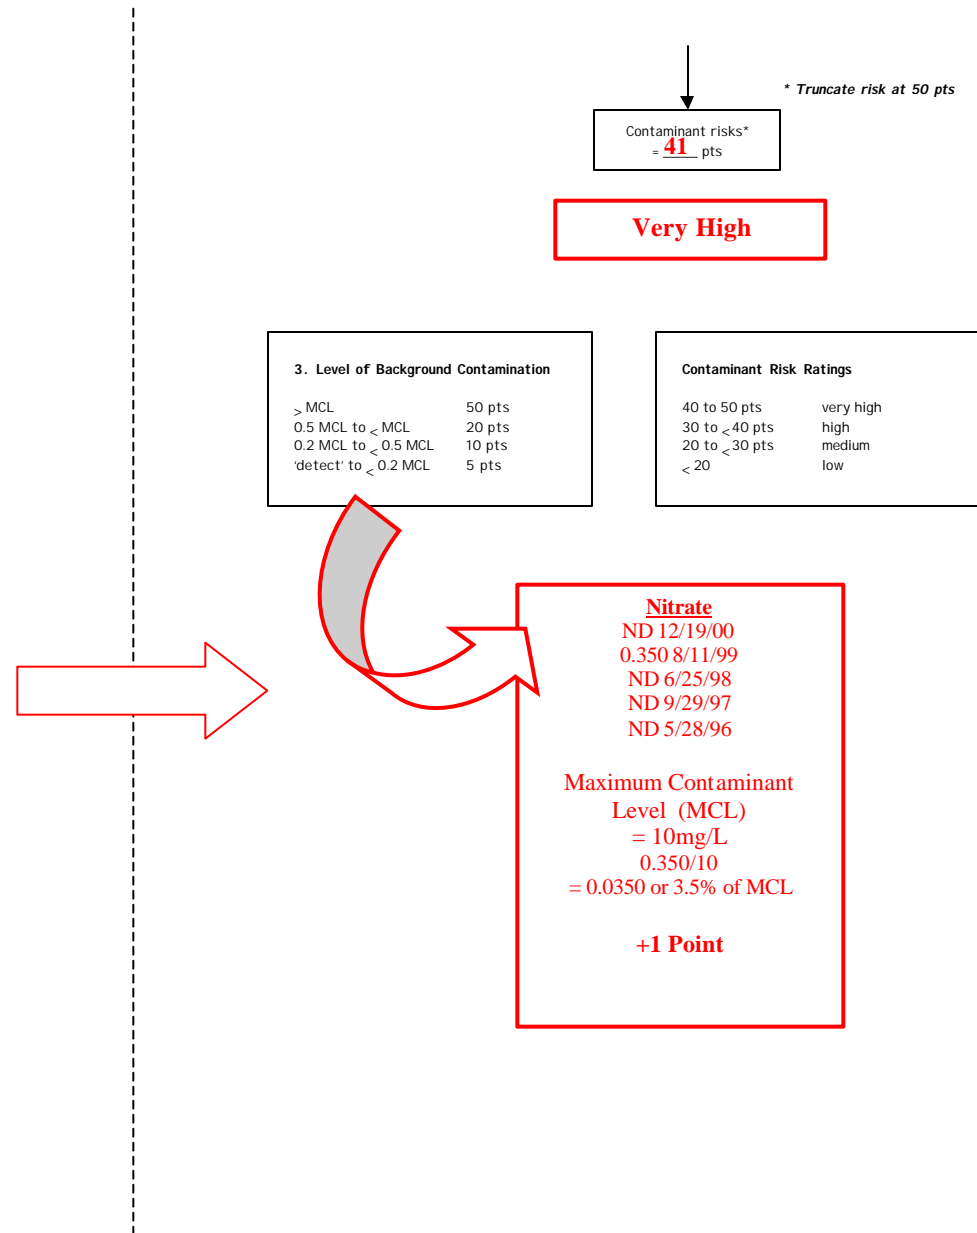 * Truncate risk at 50 pts
Contaminant risks*
= 41 pts
Very High
3. Level of Background Contamination
> MCL 50 pts
0.5 MCL to < MCL 20 pts
0.2 MCL to < 0.5 MCL 10 pts
'detect' to < 0.2 MCL 5 pts
Contaminant Risk Ratings
40 to 50 pts very high
30 to < 40 pts high
20 to < 30 pts medium
< 20 low
Nitrate
ND 12/19/00
0.350 8/11/99
ND 6/25/98
ND 9/29/97
ND 5/28/96
Maximum Contaminant
Level (MCL)
= 10mg/L
0.350/10
= 0.0350 or 3.5% of MCL
+1 Point